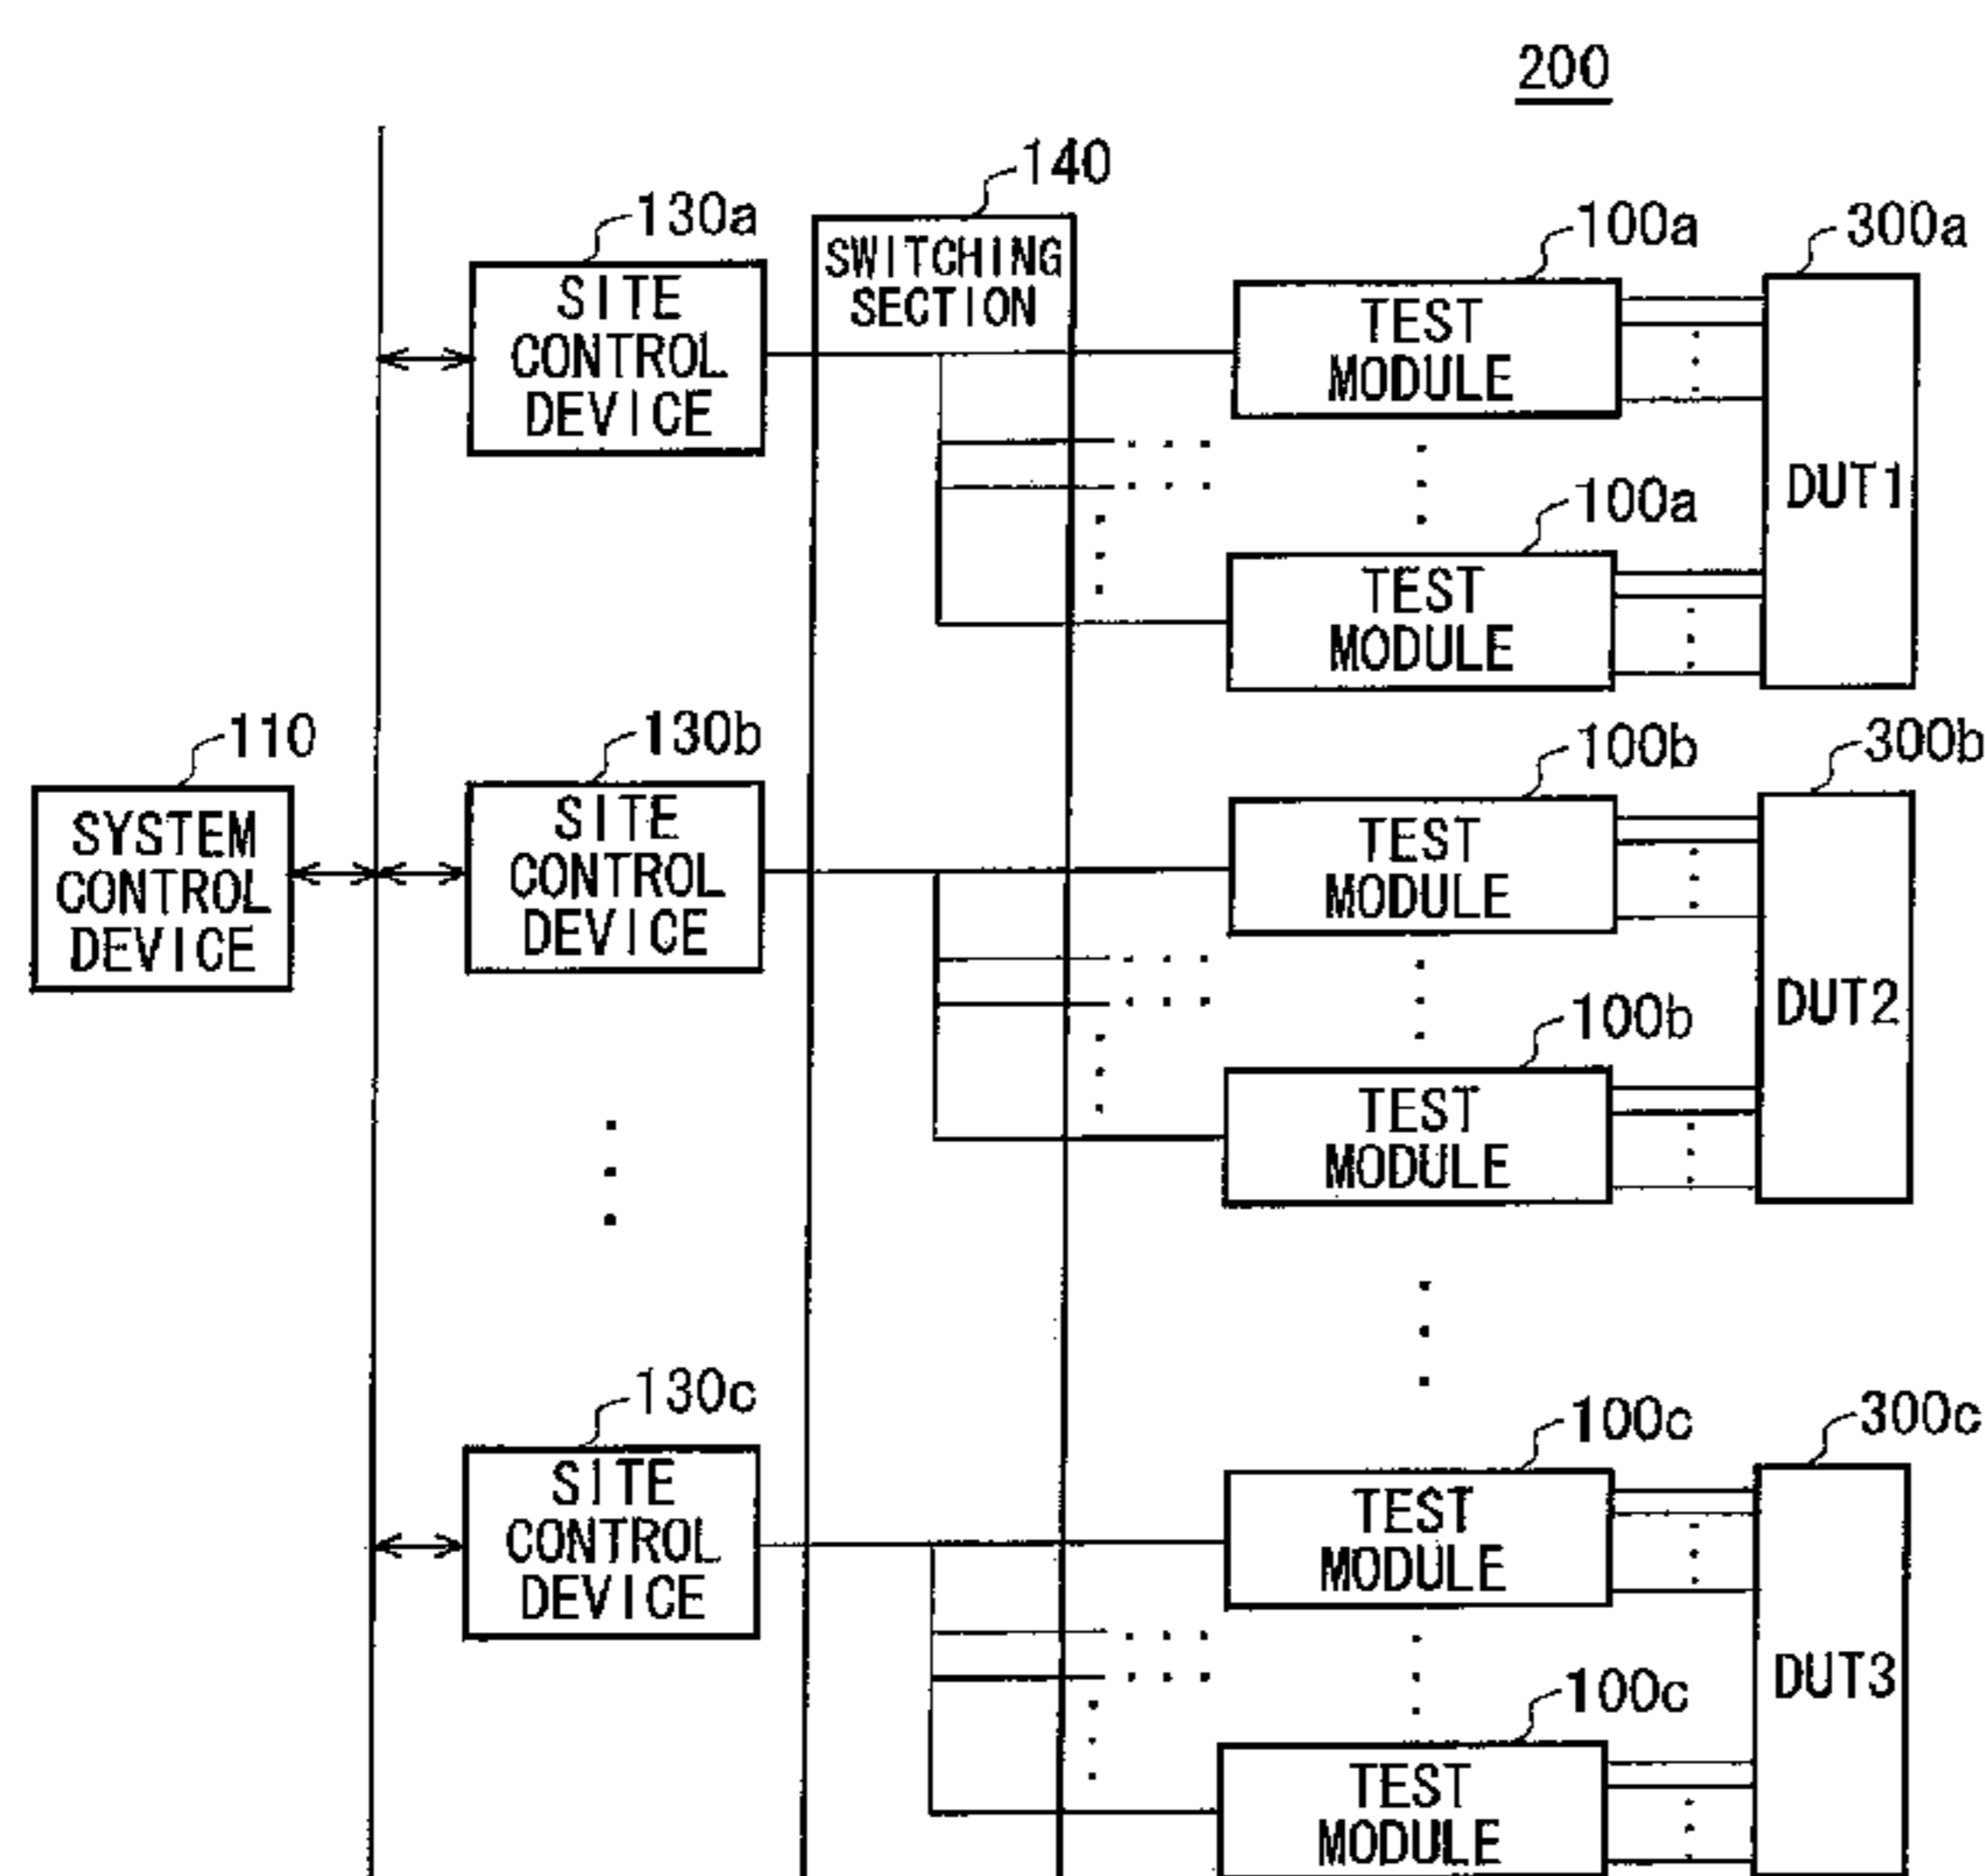 200
140
130a
100a
300a
SWITCHING
SECTION
SITE
CONTROL
DEVICE
TEST
MODULE
DUT1
100a
TEST
MODULE
110
130b
100b
300b
SYSTEM
CONTROL
DEVICE
SITE
CONTROL
DEVICE
TEST
MODULE
DUT2
100b
TEST
MODULE
130c
100c
300c
SITE
CONTROL
DEVICE
TEST
MODULE
DUT3
100c
TEST
MODULE